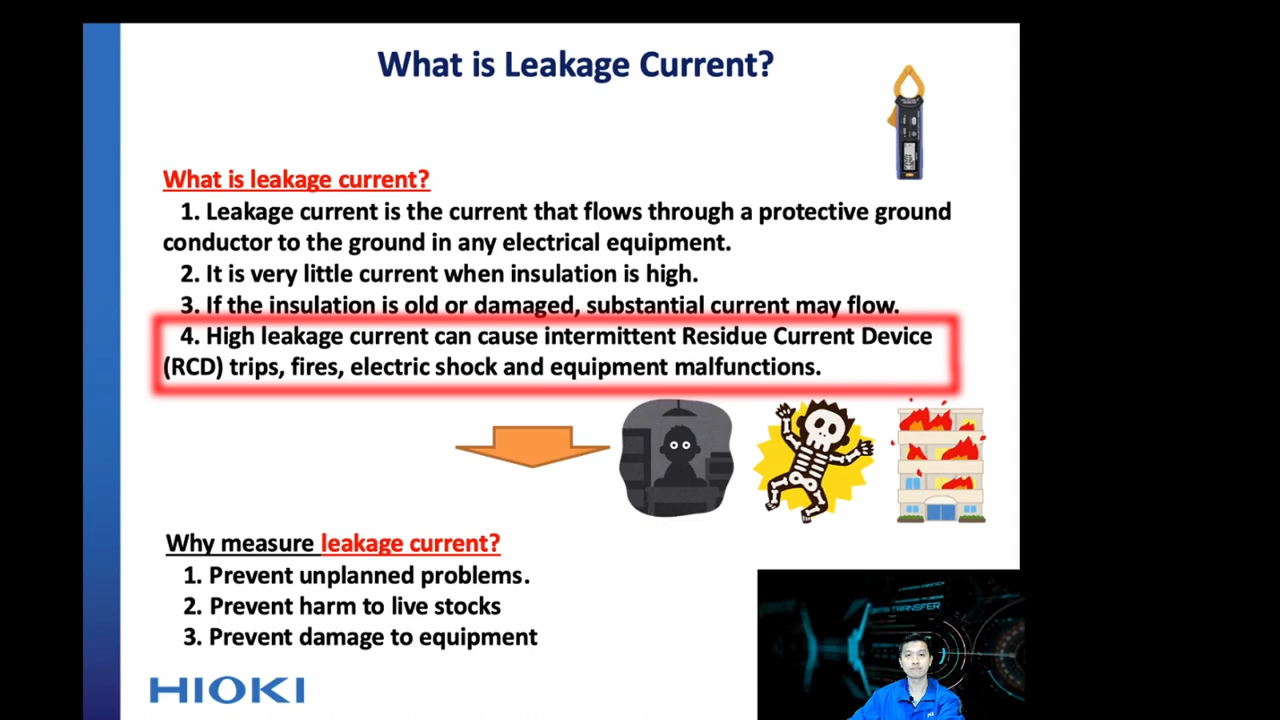 What is Leakage Current?
What is leakage current?
1. Leakage current is the current that flows through a protective ground
conductor to the ground in any electrical equipment.
2. It is very little current when insulation is high.
3. If the insulation is old or damaged, substantial current may flow.
4. High leakage current can cause intermittent Residue Current Device
(RCD) trips, fires, electric shock and equipment malfunctions.
Why measure leakage current?
1. Prevent unplanned problems.
2. Prevent harm to live stocks
3. Prevent damage to equipment
HIOKI
TRANSFER